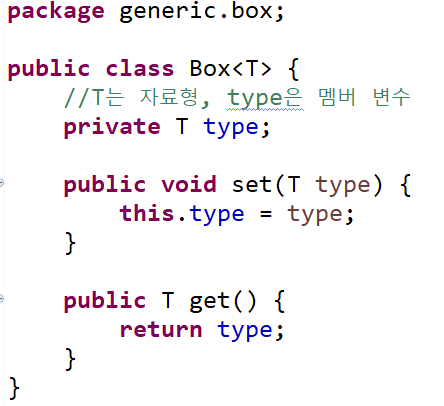 package generic.box;
public class Box<T> {
//T는 자료형, type은 멤버 변수
private T type;
public void set(T type) {
this.type = type;
}
public T get() {
return type;
}
}